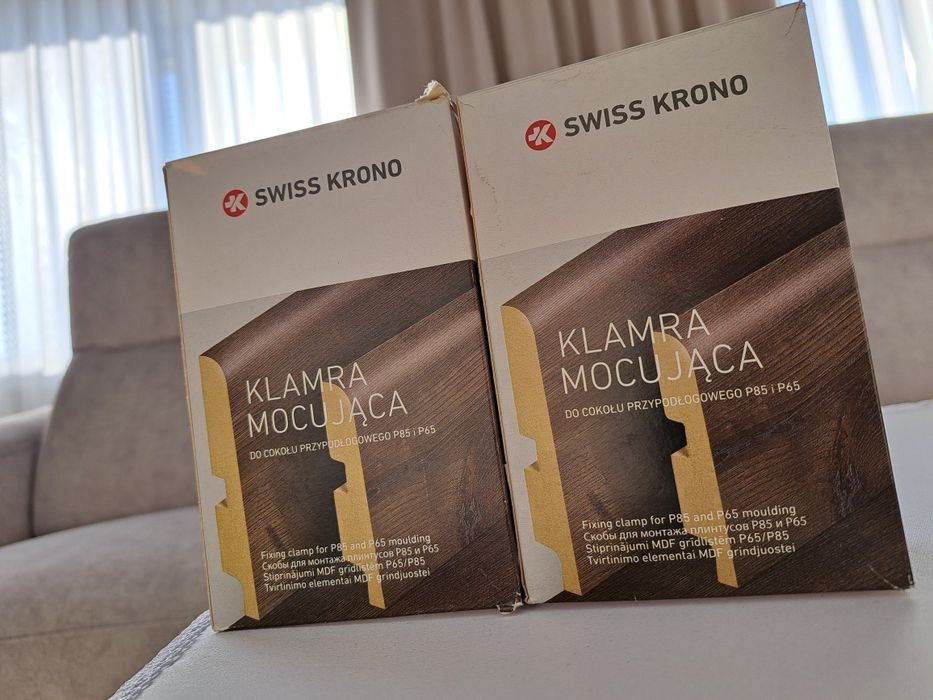 SWISS KRONO
KLAMRA
MOCUJĄCA
DO COKOŁU PRZYPODŁOGOWEGO P85 i P65
Fixing clamp for P85 and P65 moulding
Скобы для монтажа плинтусов P85 и P65
Stiprinājumi MDF grīdlīstēm P65/P85
Tvirtinimo elementai MDF grindjuostei
SWISS KRONO
KLAMRA
MOCUJĄCA
DO COKOŁU PRZYPODŁOGOWEGO P85 i P65
Fixing clamp for P85 and P65 moulding
Скобы для монтажа плинтусов P85 и P65
Stiprinājumi MDF grīdlīstēm P65/P85
Tvirtinimo elementai MDF grindjuostei